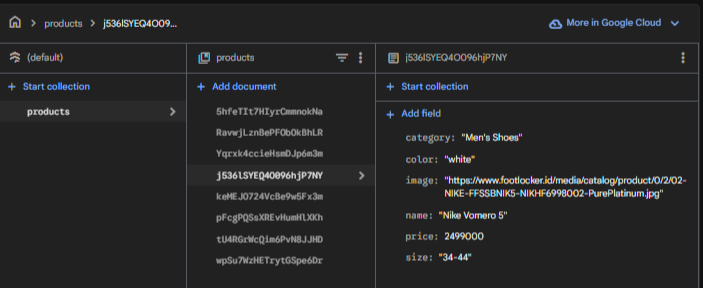 products > j536lSYEQ4O09...
More in Google Cloud
(default)
products
j536lSYEQ4O096hjP7NY
+ Start collection
+ Add document
+ Start collection
products
5hfeTIt7HIyrCmmnokNa
RavwjLznBePFOb0kBhLR
Yqrxk4ccieHsmDJp6m3m
j536lSYEQ4O096hjP7NY
keMEJO724VcBe9w5Fx3m
pFcgPQSsXREvHumHlXKh
tU4RGrWcQim6PvN8JJHD
wpSu7WzHETrytGSpe6Dr
+ Add field
category: "Men's Shoes"
color: "white"
image: "https://www.footlocker.id/media/catalog/product/0/2/02-
NIKE-FFSSBNIK5-NIKHF6998002-PurePlatinum.jpg"
name: "Nike Vomero 5"
price: 2499000
size: "34-44"